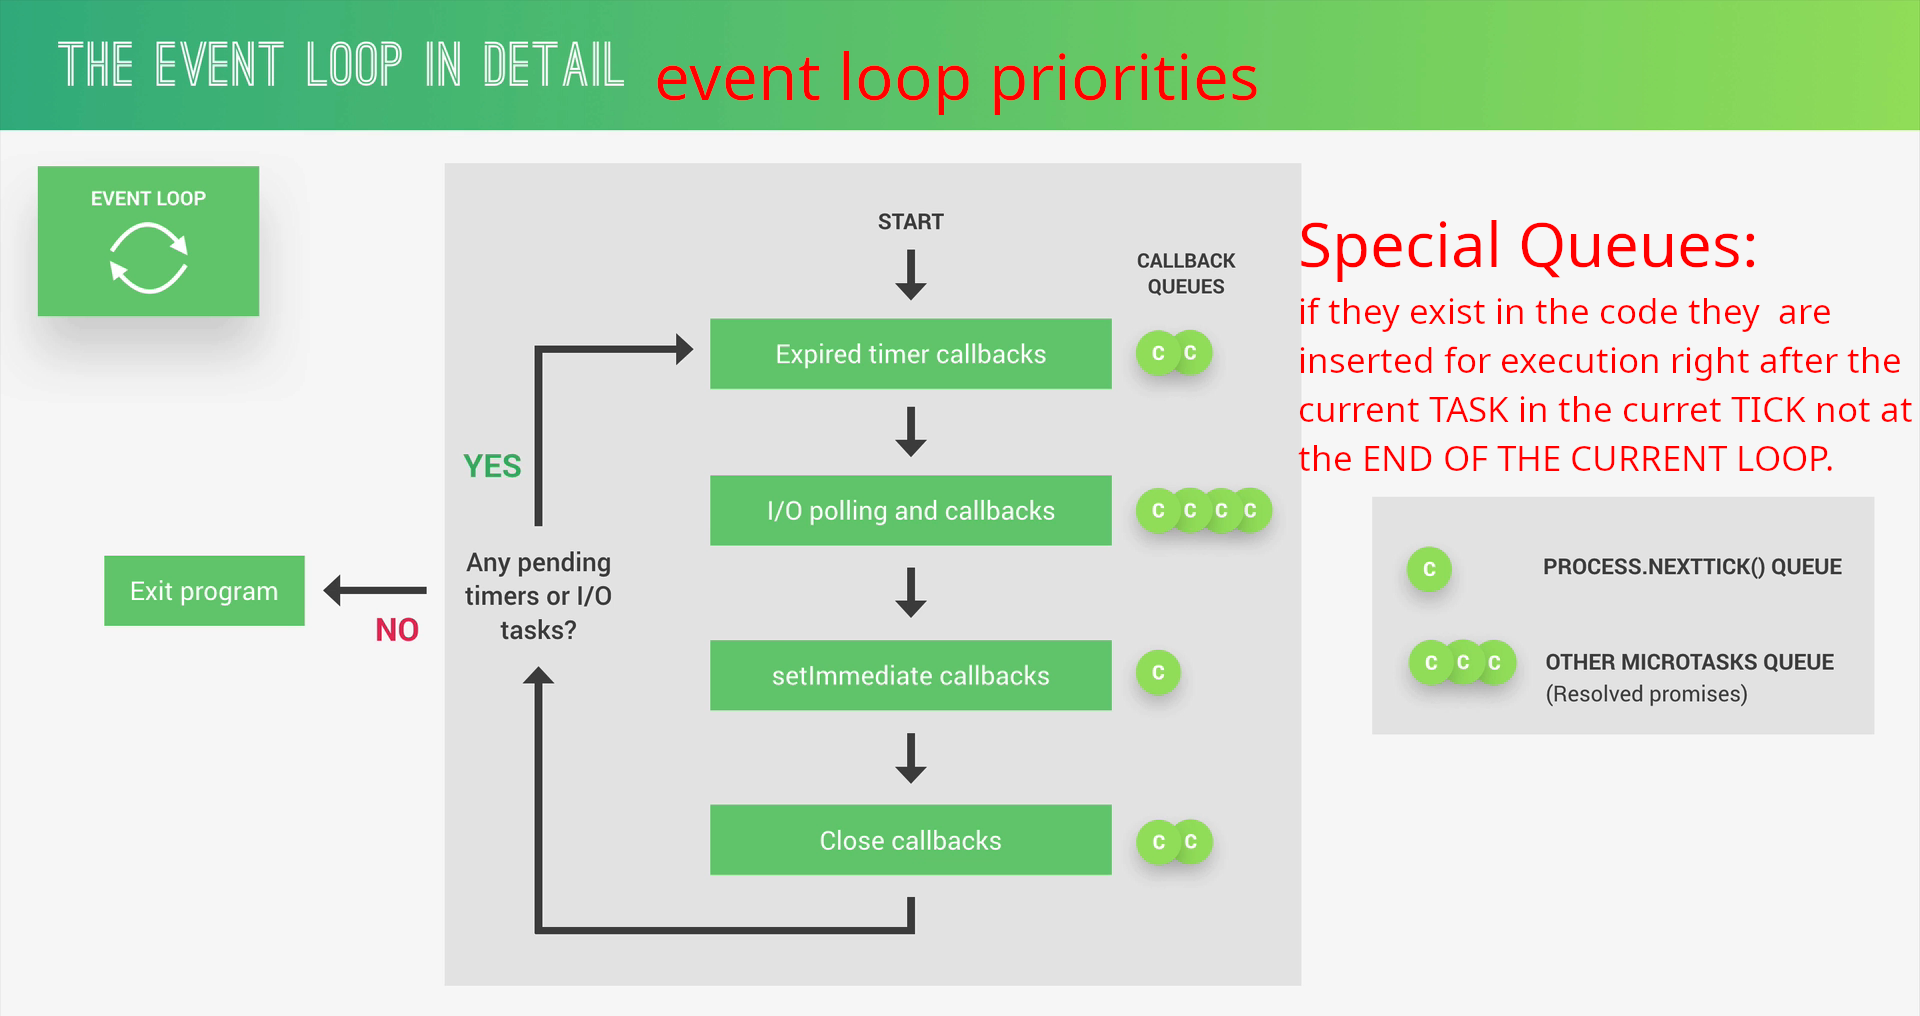 THE EVENT LOOP IN DETAIL
event loop priorities
EVENT LOOP
START
CALLBACK
QUEUES
Expired timer callbacks
C C
I/O polling and callbacks
C C C C
setImmediate callbacks
C
Close callbacks
C C
YES
Any pending
timers or I/O
tasks?
NO
Exit program
Special Queues:
if they exist in the code they  are
inserted for execution right after the
current TASK in the curret TICK not at
the END OF THE CURRENT LOOP.
C
PROCESS.NEXTTICK() QUEUE
C C C
OTHER MICROTASKS QUEUE
(Resolved promises)